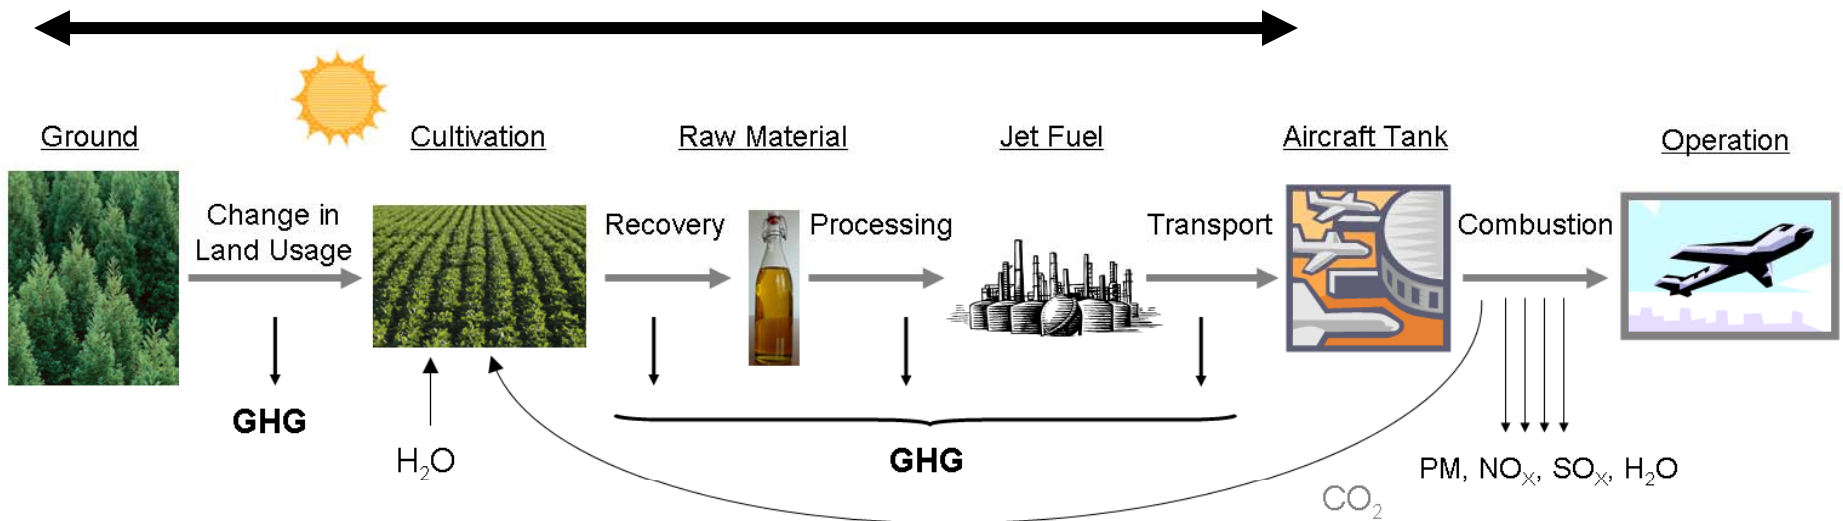 Ground
Cultivation
Raw Material
Jet Fuel
Aircraft Tank
Operation
Change in
Land Usage
Recovery
Processing
Transport
Combustion
GHG
H₂O
GHG
PM, NOₓ, SOₓ, H₂O
CO₂